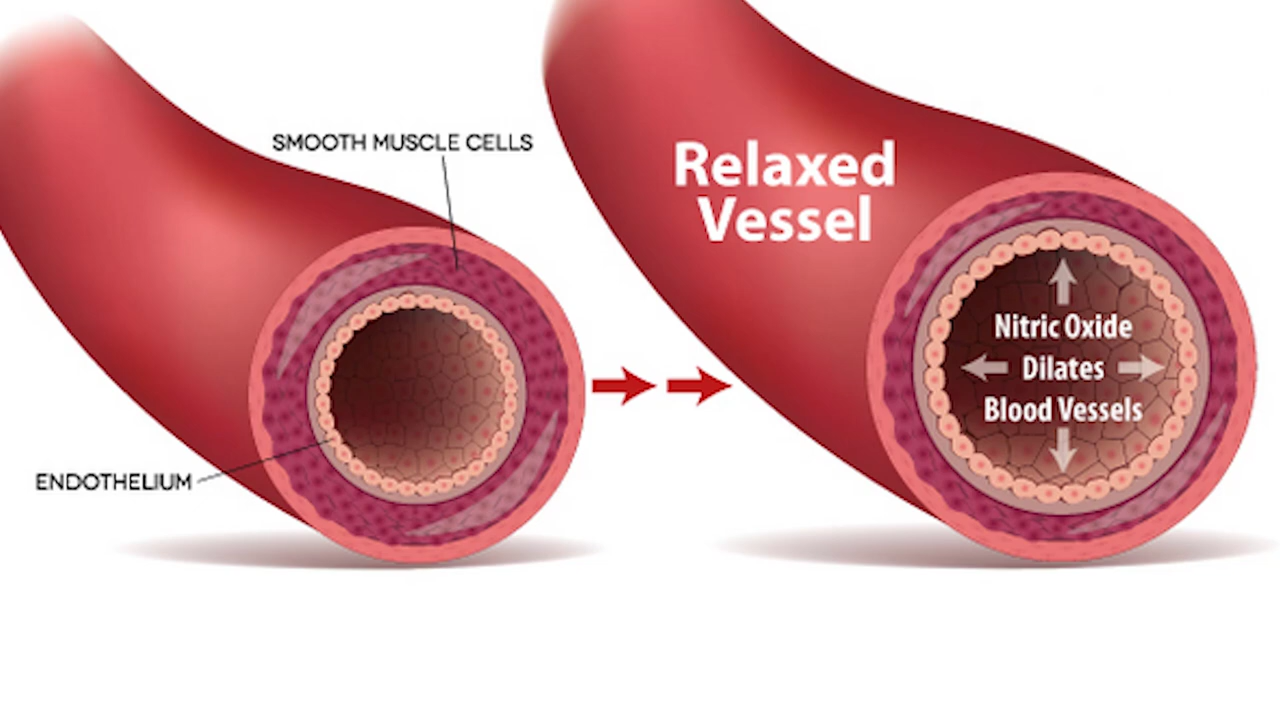 SMOOTH MUSCLE CELLS
ENDOTHELIUM
Relaxed
Vessel
Nitric Oxide
Dilates
Blood Vessels